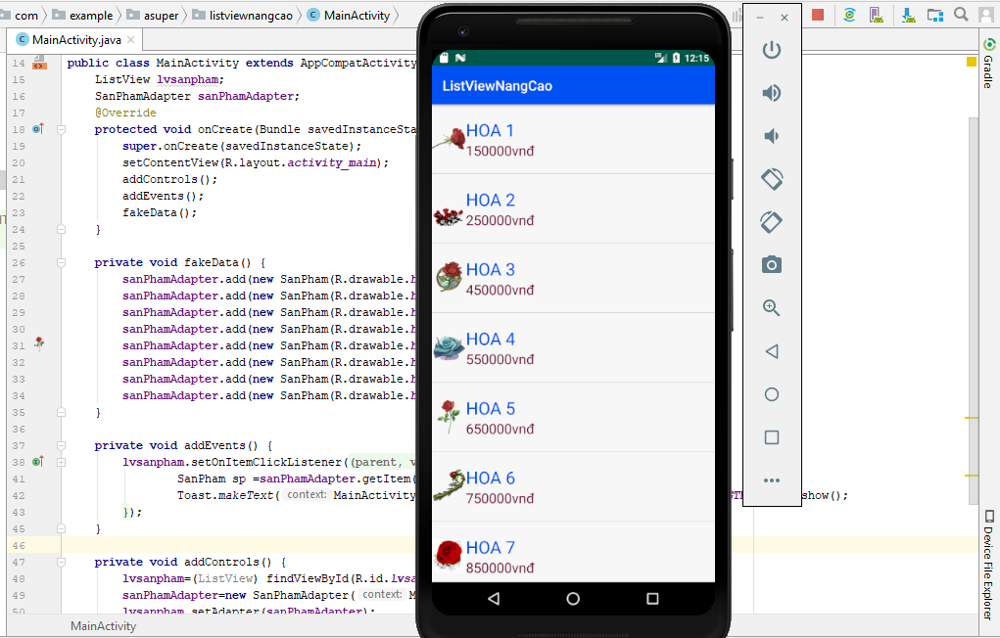 com
example
asuper
listviewnangcao
MainActivity
MainActivity.java
14 public class MainActivity extends AppCompatActivity
15 ListView lvsanpham;
16 SanPhamAdapter sanPhamAdapter;
17 @Override
18 protected void onCreate(Bundle savedInstanceSta
19 super.onCreate(savedInstanceState);
20 setContentView(R.layout.activity_main);
21 addControls();
22 addEvents();
23 fakeData();
24 }
25
26 private void fakeData() {
27 sanPhamAdapter.add(new SanPham(R.drawable.h
28 sanPhamAdapter.add(new SanPham(R.drawable.h
29 sanPhamAdapter.add(new SanPham(R.drawable.h
30 sanPhamAdapter.add(new SanPham(R.drawable.h
31 sanPhamAdapter.add(new SanPham(R.drawable.h
32 sanPhamAdapter.add(new SanPham(R.drawable.h
33 sanPhamAdapter.add(new SanPham(R.drawable.h
34 sanPhamAdapter.add(new SanPham(R.drawable.h
35 }
36
37 private void addEvents() {
38 lvsanpham.setOnItemClickListener((parent, v
41 SanPham sp =sanPhamAdapter.getItem(
42 Toast.makeText( context: MainActivity show();
43 });
45 }
46
47 private void addControls() {
48 lvsanpham=(ListView) findViewById(R.id.lvsa
49 sanPhamAdapter=new SanPhamAdapter( context: M
50 lvsanpham.setAdapter(sanPhamAdapter);
MainActivity
12:15
ListViewNangCao
HOA 1
150000vnđ
HOA 2
250000vnđ
HOA 3
450000vnđ
HOA 4
550000vnđ
HOA 5
650000vnđ
HOA 6
750000vnđ
HOA 7
850000vnđ
Gradle
Device File Explorer